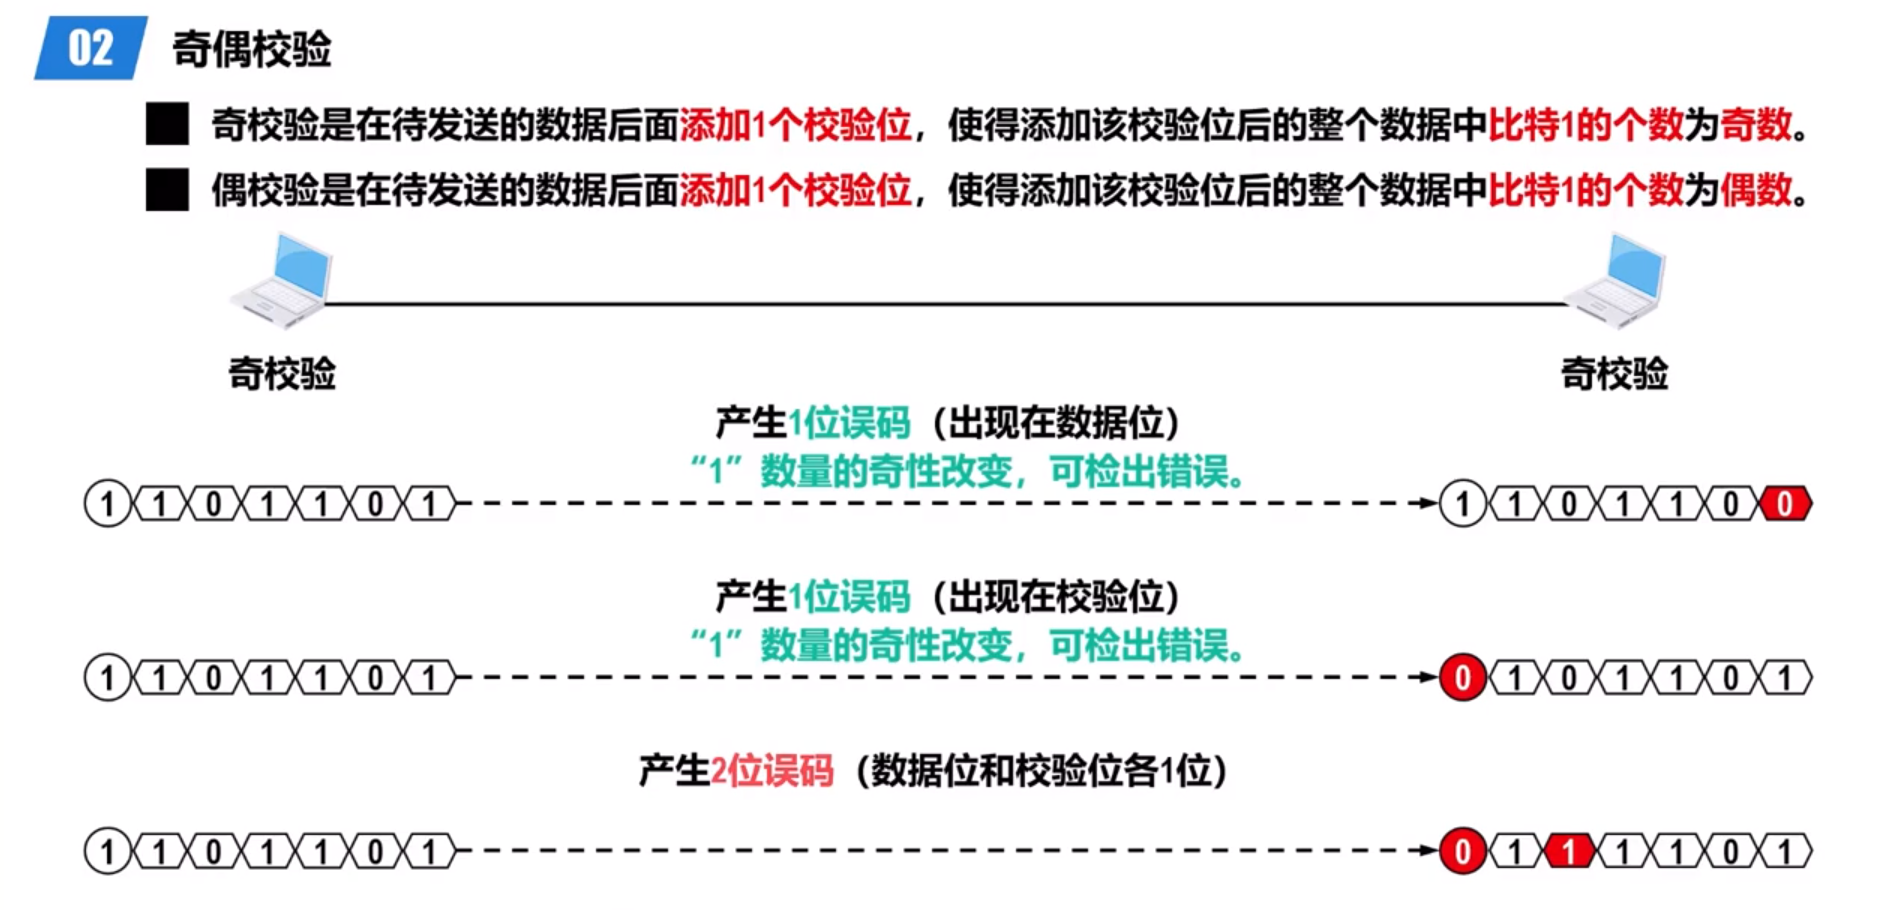 02 奇偶校验
奇校验是在待发送的数据后面添加1个校验位，使得添加该校验位后的整个数据中比特1的个数为奇数。
偶校验是在待发送的数据后面添加1个校验位，使得添加该校验位后的整个数据中比特1的个数为偶数。
奇校验 奇校验
产生1位误码（出现在数据位）
“1”数量的奇性改变，可检出错误。
1 1 0 1 1 0 1 1 1 0 1 1 0 0
产生1位误码（出现在校验位）
“1”数量的奇性改变，可检出错误。
1 1 0 1 1 0 1 0 1 0 1 1 0 1
产生2位误码（数据位和校验位各1位）
1 1 0 1 1 0 1 0 1 1 1 1 0 1